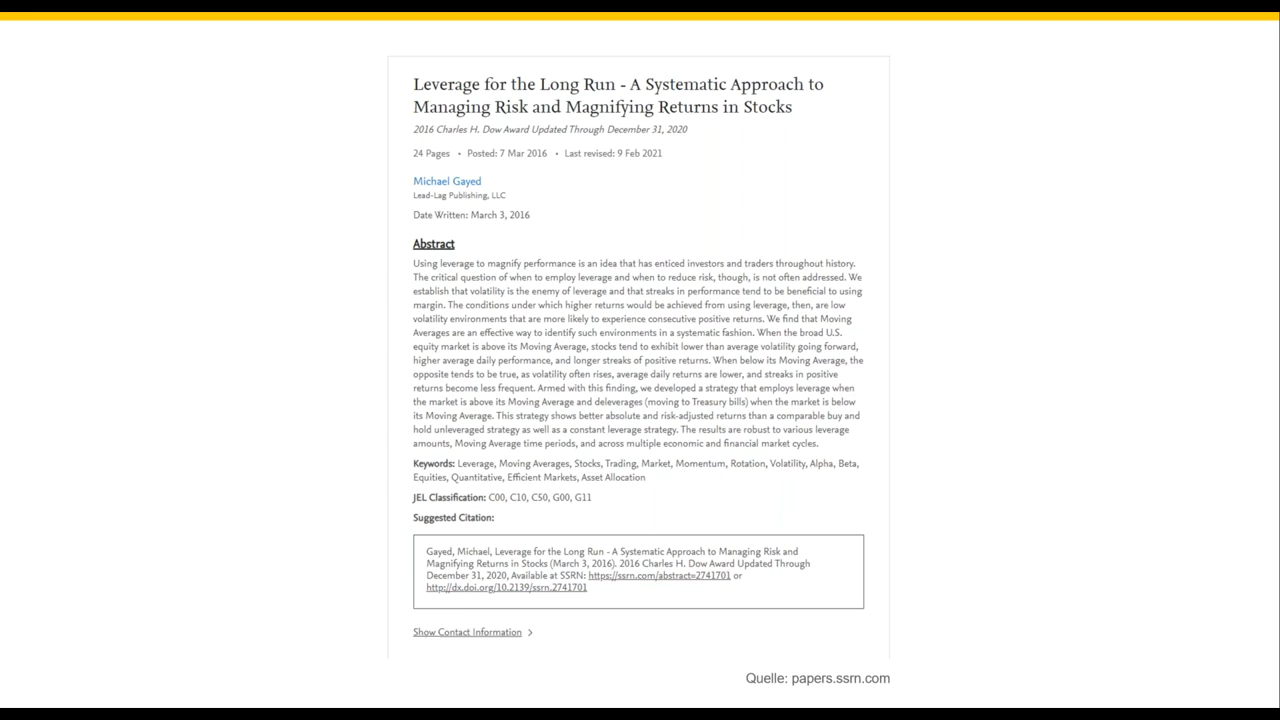 Leverage for the Long Run - A Systematic Approach to
Managing Risk and Magnifying Returns in Stocks
2016 Charles H. Dow Award Updated Through December 31, 2020
24 Pages • Posted: 7 Mar 2016 • Last revised: 9 Feb 2021
Michael Gayed
Lead-Lag Publishing, LLC
Date Written: March 3, 2016
Abstract
Using leverage to magnify performance is an idea that has enticed investors and traders throughout history.
The critical question of when to employ leverage and when to reduce risk, though, is not often addressed. We
establish that volatility is the enemy of leverage and that streaks in performance tend to be beneficial to using
margin. The conditions under which higher returns would be achieved from using leverage, then, are low
volatility environments that are more likely to experience consecutive positive returns. We find that Moving
Averages are an effective way to identify such environments in a systematic fashion. When the broad U.S.
equity market is above its Moving Average, stocks tend to exhibit lower than average volatility going forward,
higher average daily performance, and longer streaks of positive returns. When below its Moving Average, the
opposite tends to be true, as volatility often rises, average daily returns are lower, and streaks in positive
returns become less frequent. Armed with this finding, we developed a strategy that employs leverage when
the market is above its Moving Average and deleverages (moving to Treasury bills) when the market is below
its Moving Average. This strategy shows better absolute and risk-adjusted returns than a comparable buy and
hold unleveraged strategy as well as a constant leverage strategy. The results are robust to various leverage
amounts, Moving Average time periods, and across multiple economic and financial market cycles.
Keywords: Leverage, Moving Averages, Stocks, Trading, Market, Momentum, Rotation, Volatility, Alpha, Beta,
Equities, Quantitative, Efficient Markets, Asset Allocation
JEL Classification: C00, C10, C50, G00, G11
Suggested Citation:
Gayed, Michael, Leverage for the Long Run - A Systematic Approach to Managing Risk and
Magnifying Returns in Stocks (March 3, 2016). 2016 Charles H. Dow Award Updated Through
December 31, 2020, Available at SSRN: https://ssrn.com/abstract=2741701 or
http://dx.doi.org/10.2139/ssrn.2741701
Show Contact Information >
Quelle: papers.ssrn.com